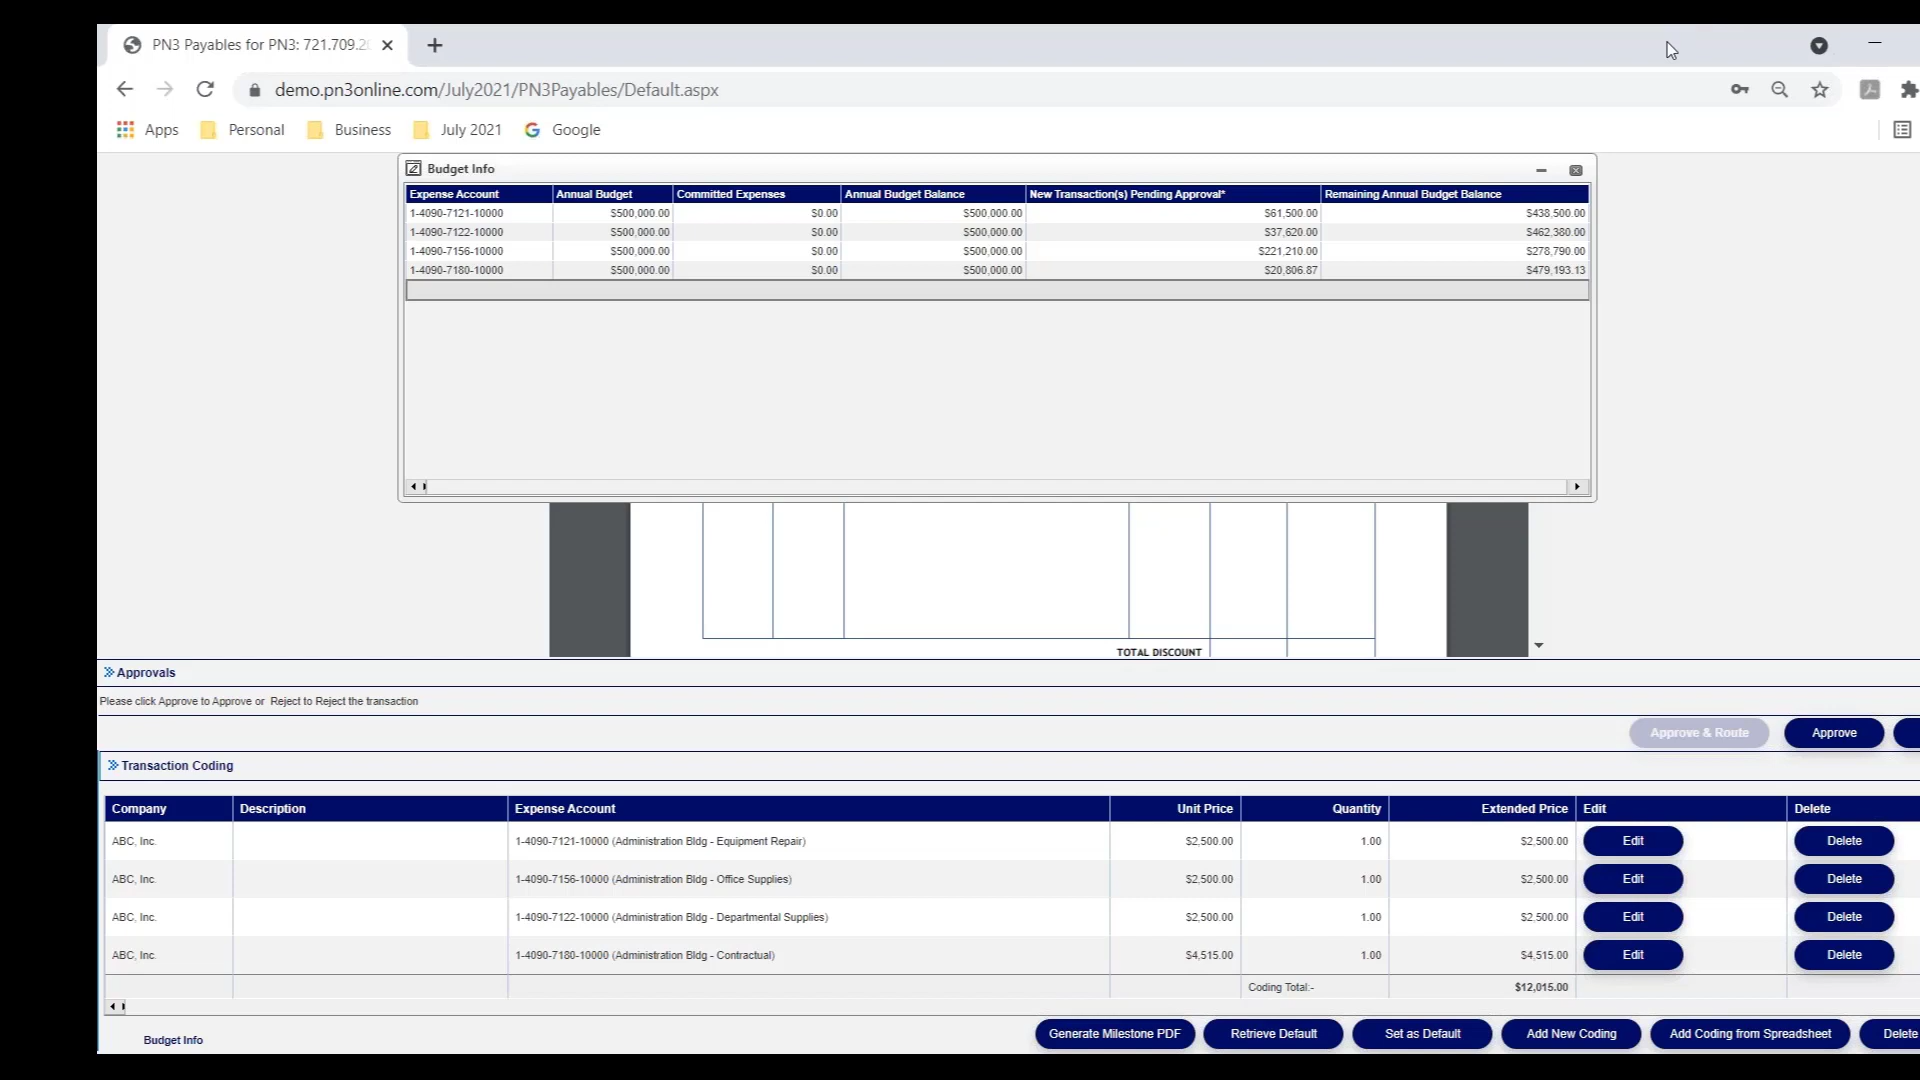 PN3 Payables for PN3: 721.709.2
demo.pn3online.com/July2021/PN3Payables/Default.aspx
Apps Personal Business July 2021 Google
Budget Info
Expense Account Annual Budget Committed Expenses Annual Budget Balance New Transaction(s) Pending Approval* Remaining Annual Budget Balance
1-4090-7121-10000 $500,000.00 $0.00 $500,000.00 $61,500.00 $438,500.00
1-4090-7122-10000 $500,000.00 $0.00 $500,000.00 $37,620.00 $462,380.00
1-4090-7156-10000 $500,000.00 $0.00 $500,000.00 $221,210.00 $278,790.00
1-4090-7180-10000 $500,000.00 $0.00 $500,000.00 $20,806.87 $479,193.13
TOTAL DISCOUNT
Approvals
Please click Approve to Approve or Reject to Reject the transaction
Approve & Route Approve
Transaction Coding
Company Description Expense Account Unit Price Quantity Extended Price Edit Delete
ABC, Inc. 1-4090-7121-10000 (Administration Bldg - Equipment Repair) $2,500.00 1.00 $2,500.00 Edit Delete
ABC, Inc. 1-4090-7156-10000 (Administration Bldg - Office Supplies) $2,500.00 1.00 $2,500.00 Edit Delete
ABC, Inc. 1-4090-7122-10000 (Administration Bldg - Departmental Supplies) $2,500.00 1.00 $2,500.00 Edit Delete
ABC, Inc. 1-4090-7180-10000 (Administration Bldg - Contractual) $4,515.00 1.00 $4,515.00 Edit Delete
Coding Total:- $12,015.00
Budget Info Generate Milestone PDF Retrieve Default Set as Default Add New Coding Add Coding from Spreadsheet Delete